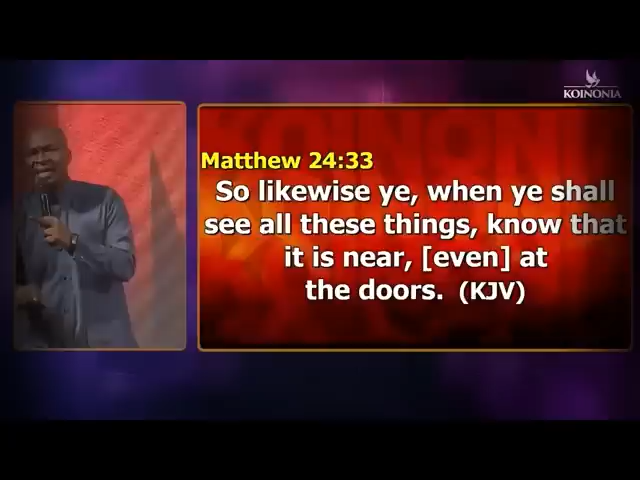 KOINONIA
Matthew 24:33
So likewise ye, when ye shall
see all these things, know that
it is near, [even] at
the doors. (KJV)